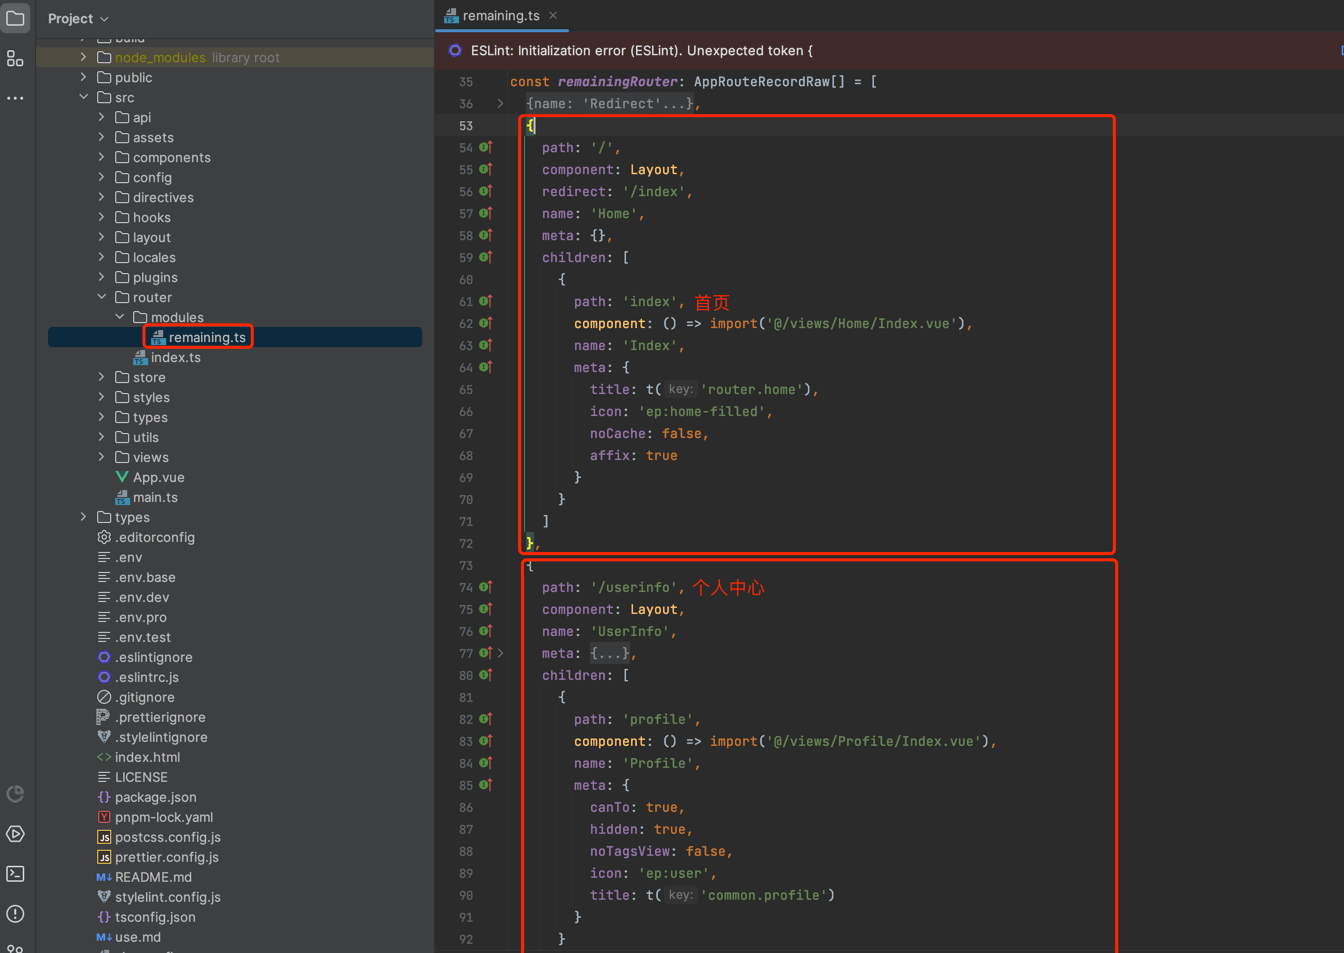 Project
build
node_modules library root
public
src
api
assets
components
config
directives
hooks
layout
locales
plugins
router
modules
remaining.ts
index.ts
store
styles
types
utils
views
App.vue
main.ts
types
.editorconfig
.env
.env.base
.env.dev
.env.pro
.env.test
.eslintignore
.eslintrc.js
.gitignore
.prettierignore
.stylelintignore
index.html
LICENSE
package.json
pnpm-lock.yaml
postcss.config.js
prettier.config.js
README.md
stylelint.config.js
tsconfig.json
use.md
remaining.ts
ESLint: Initialization error (ESLint). Unexpected token {
35 const remainingRouter: AppRouteRecordRaw[] = [
36 {name: 'Redirect'...},
53 {
54 path: '/',
55 component: Layout,
56 redirect: '/index',
57 name: 'Home',
58 meta: {},
59 children: [
60 {
61 path: 'index', 首页
62 component: () => import('@/views/Home/Index.vue'),
63 name: 'Index',
64 meta: {
65 title: t( key: 'router.home'),
66 icon: 'ep:home-filled',
67 noCache: false,
68 affix: true
69 }
70 }
71 ]
72 },
73 {
74 path: '/userinfo', 个人中心
75 component: Layout,
76 name: 'UserInfo',
77 meta: {...},
80 children: [
81 {
82 path: 'profile',
83 component: () => import('@/views/Profile/Index.vue'),
84 name: 'Profile',
85 meta: {
86 canTo: true,
87 hidden: true,
88 noTagsView: false,
89 icon: 'ep:user',
90 title: t( key: 'common.profile')
91 }
92 }